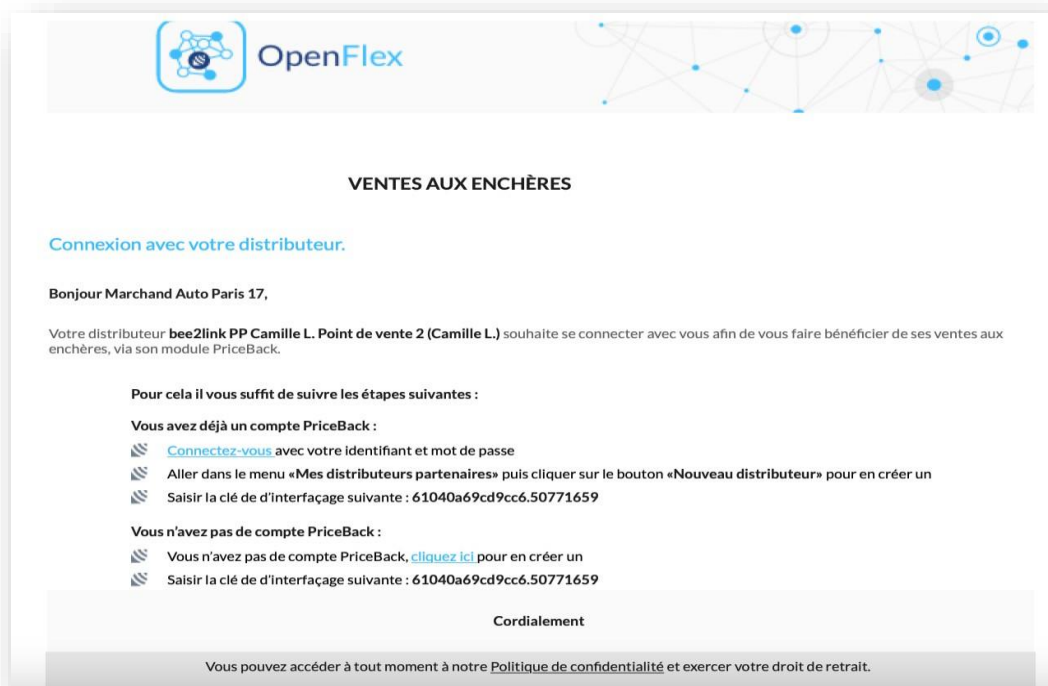 OpenFlex
VENTES AUX ENCHÈRES
Connexion avec votre distributeur.
Bonjour Marchand Auto Paris 17,
Votre distributeur bee2link PP Camille L. Point de vente 2 (Camille L.) souhaite se connecter avec vous afin de vous faire bénéficier de ses ventes aux
enchères, via son module PriceBack.
Pour cela il vous suffit de suivre les étapes suivantes :
Vous avez déjà un compte PriceBack :
Connectez-vous avec votre identifiant et mot de passe
Aller dans le menu «Mes distributeurs partenaires» puis cliquer sur le bouton «Nouveau distributeur» pour en créer un
Saisir la clé de d'interfaçage suivante : 61040a69cd9cc6.50771659
Vous n'avez pas de compte PriceBack :
Vous n'avez pas de compte PriceBack, cliquez ici pour en créer un
Saisir la clé de d'interfaçage suivante : 61040a69cd9cc6.50771659
Cordialement
Vous pouvez accéder à tout moment à notre Politique de confidentialité et exercer votre droit de retrait.